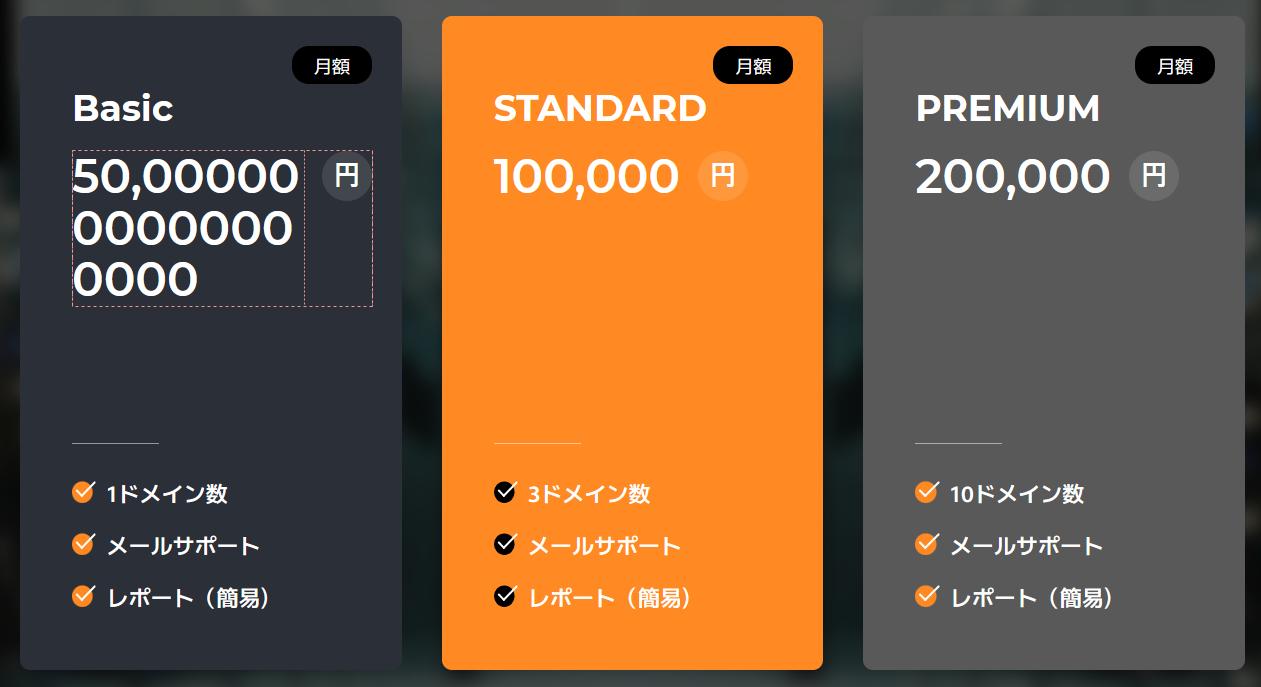 月額
Basic
50,00000
0000000
0000
円
1ドメイン数
メールサポート
レポート（簡易）
月額
STANDARD
100,000
円
3ドメイン数
メールサポート
レポート（簡易）
月額
PREMIUM
200,000
円
10ドメイン数
メールサポート
レポート（簡易）